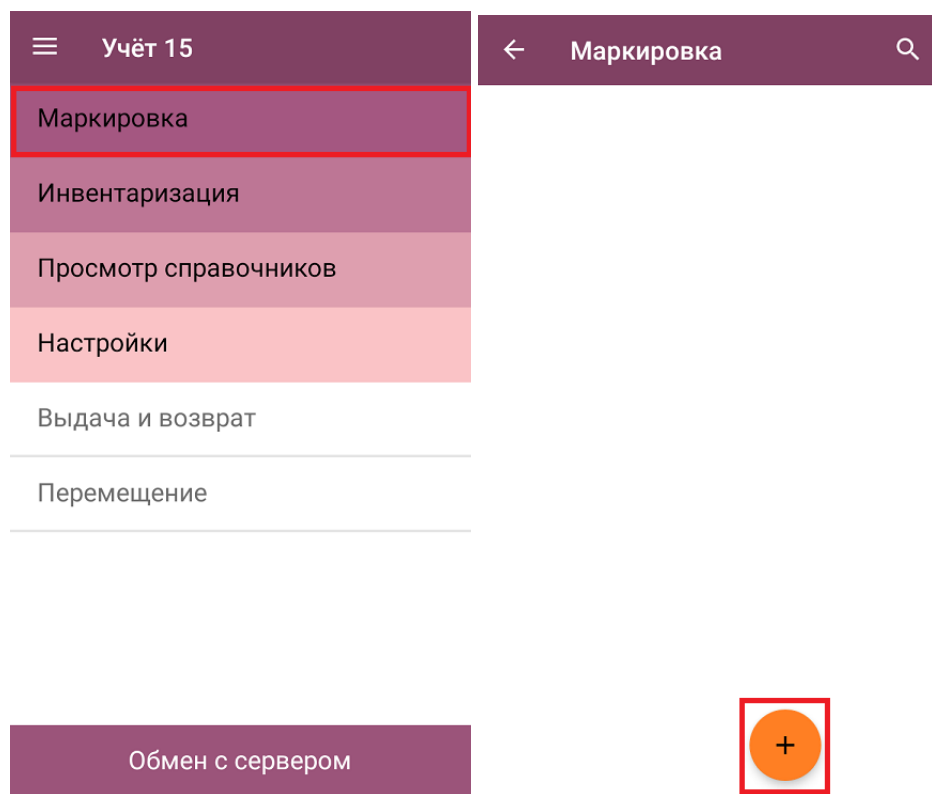 Учёт 15
Маркировка
Инвентаризация
Просмотр справочников
Настройки
Выдача и возврат
Перемещение
Обмен с сервером
Маркировка
+